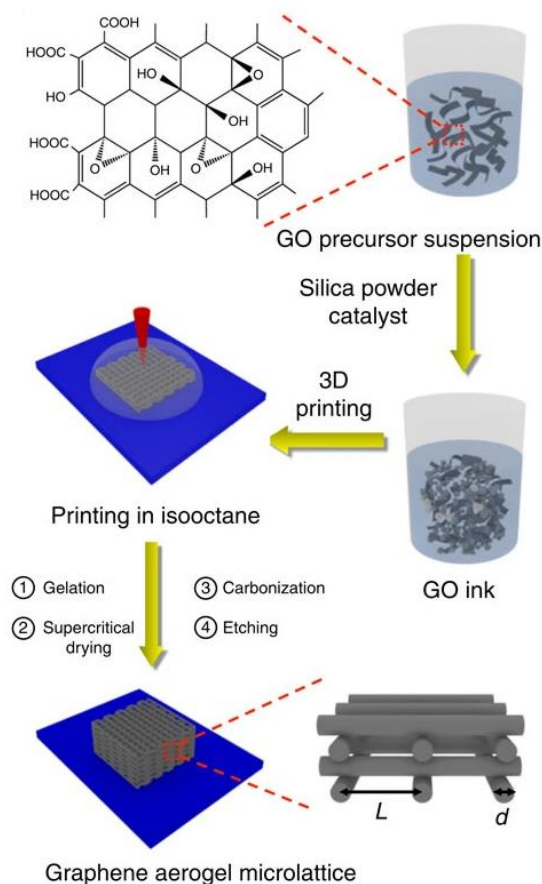 COOH
HOOC
HO
HO
O
OH
HOOC
O
OH
O
OH
HO
HOOC
GO precursor suspension
Silica powder
catalyst
3D
printing
Printing in isooctane
GO ink
① Gelation
③ Carbonization
② Supercritical
drying
④ Etching
L
d
Graphene aerogel microlattice